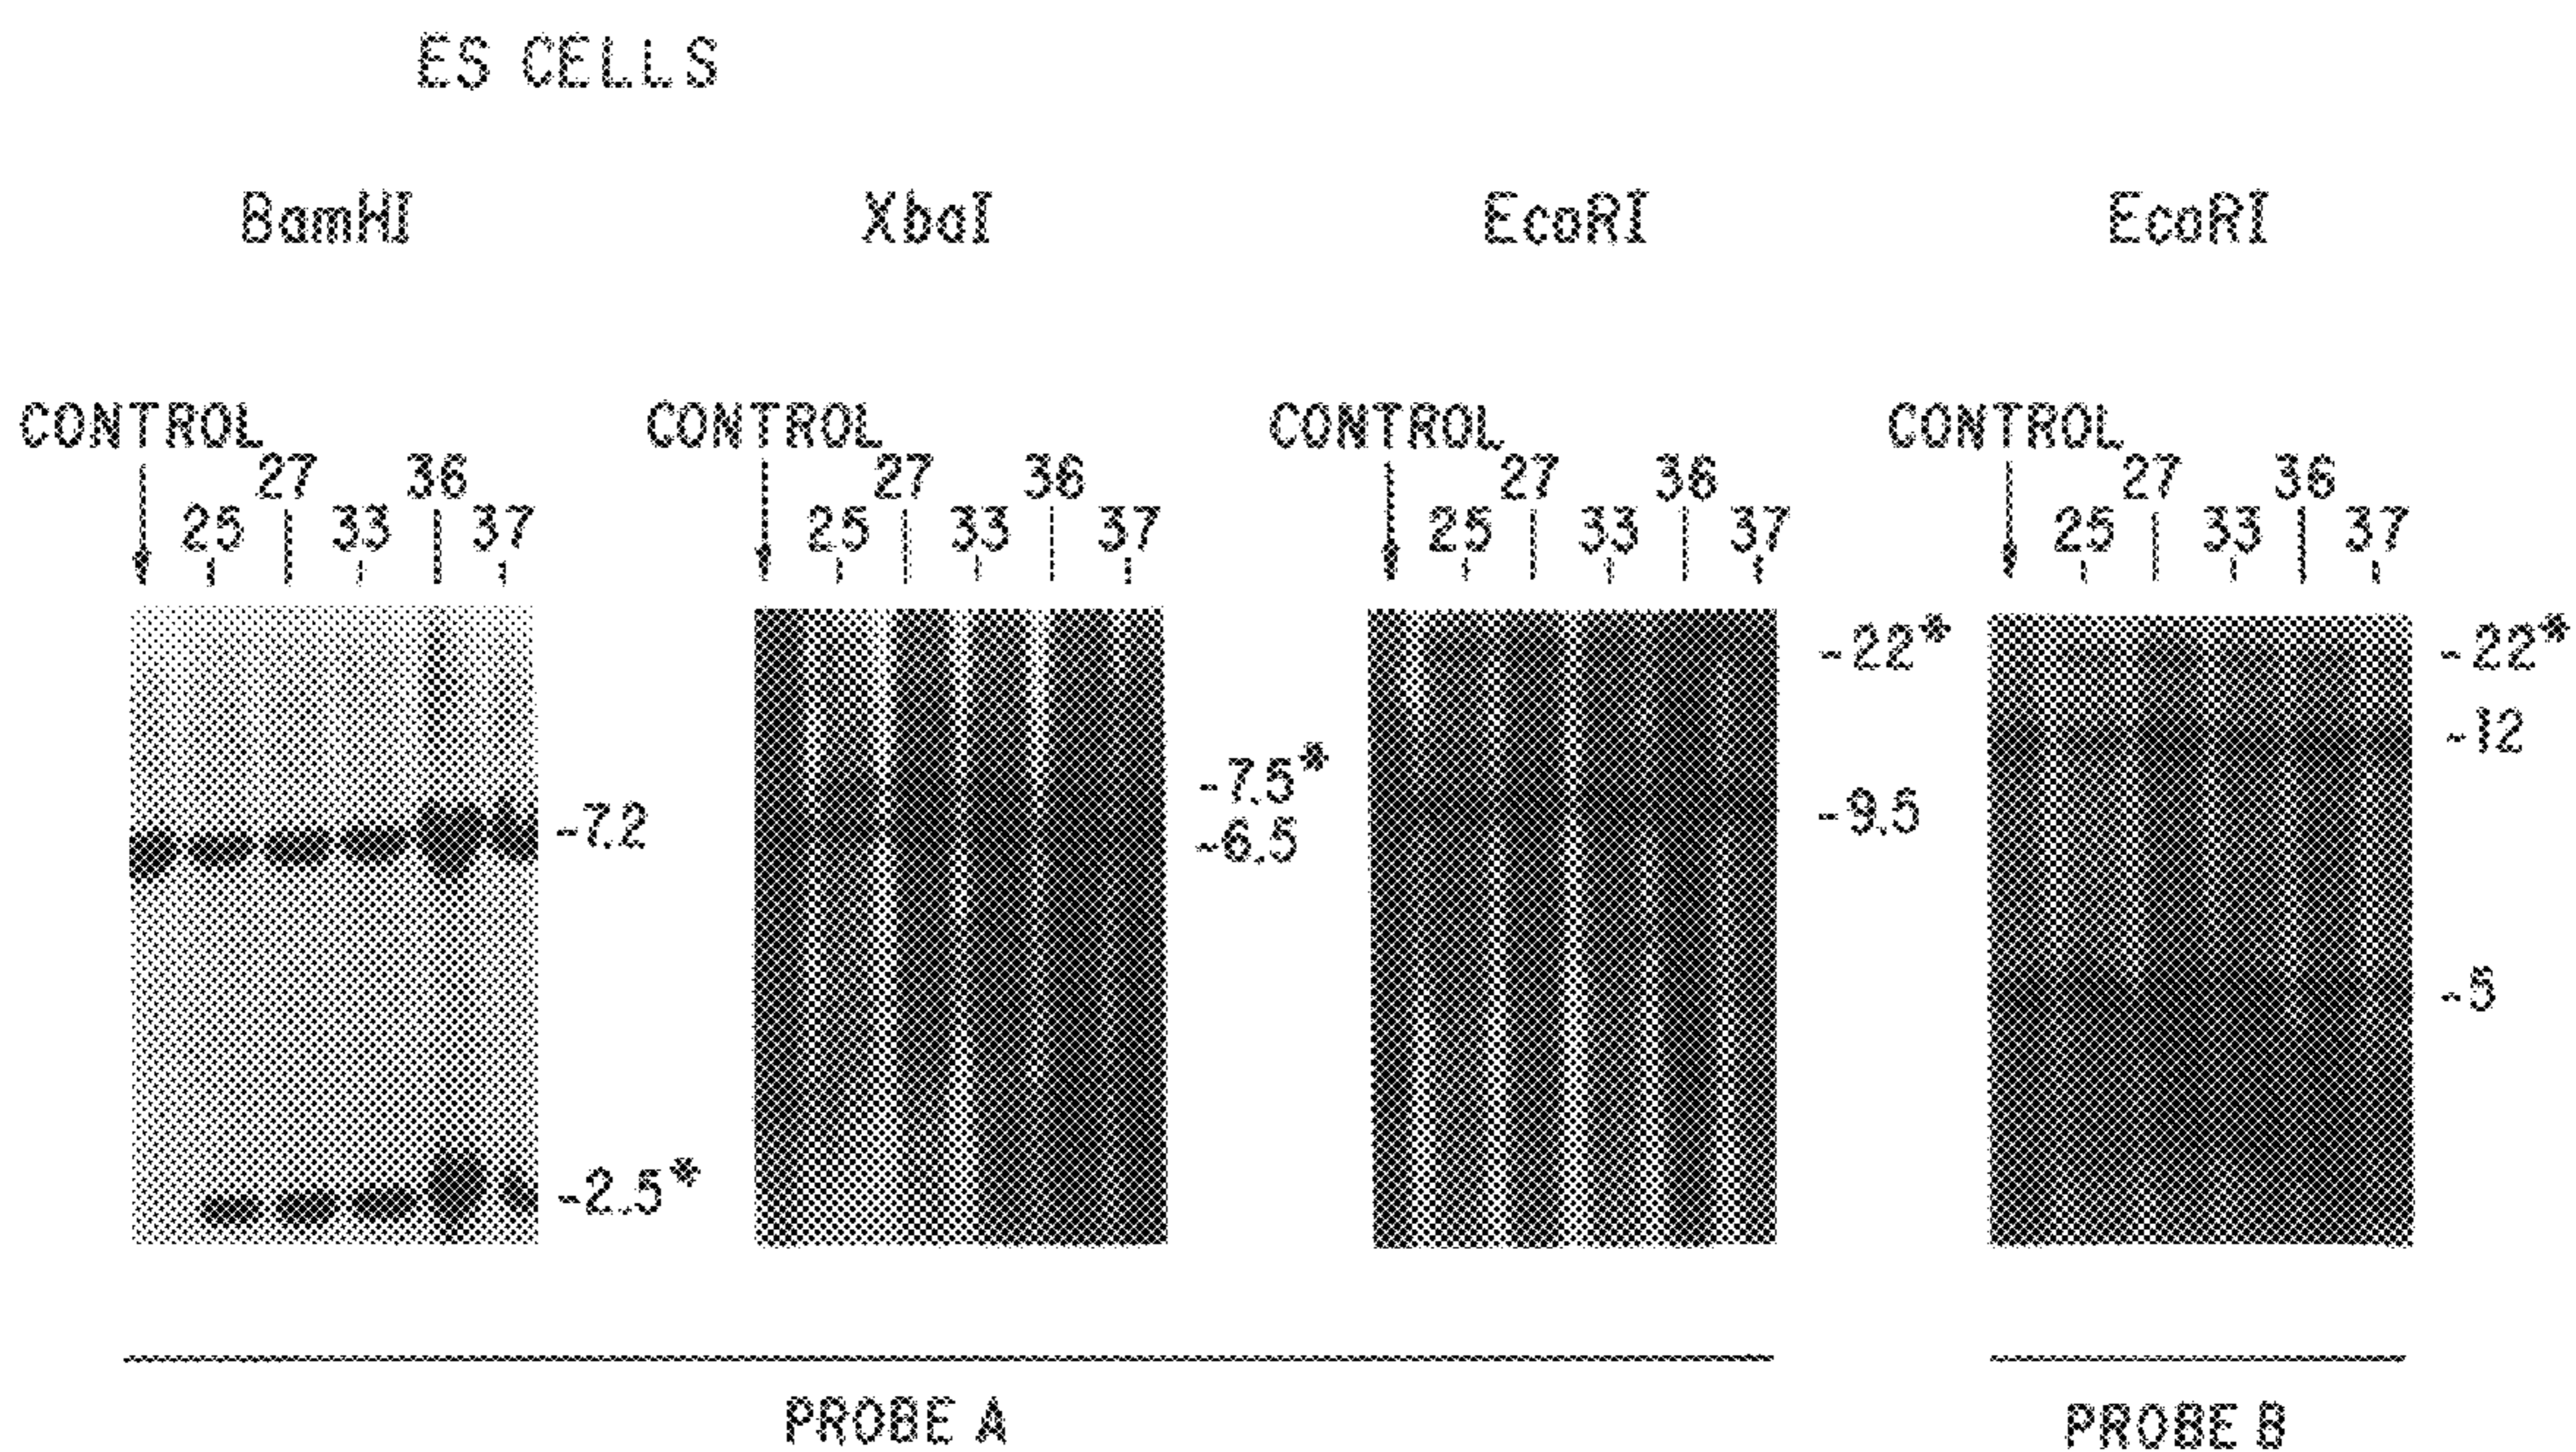 ES CELLS
BamHI XbaI EcoRI EcoRI
CONTROL CONTROL CONTROL CONTROL
27 36 27 36 27 36 27 36
25 33 37 25 33 37 25 33 37 25 33 37
-22* -22*
-12
-7.5*
-7.2 -6.5 -9.5
-5
-2.5*
PROBE A PROBE B